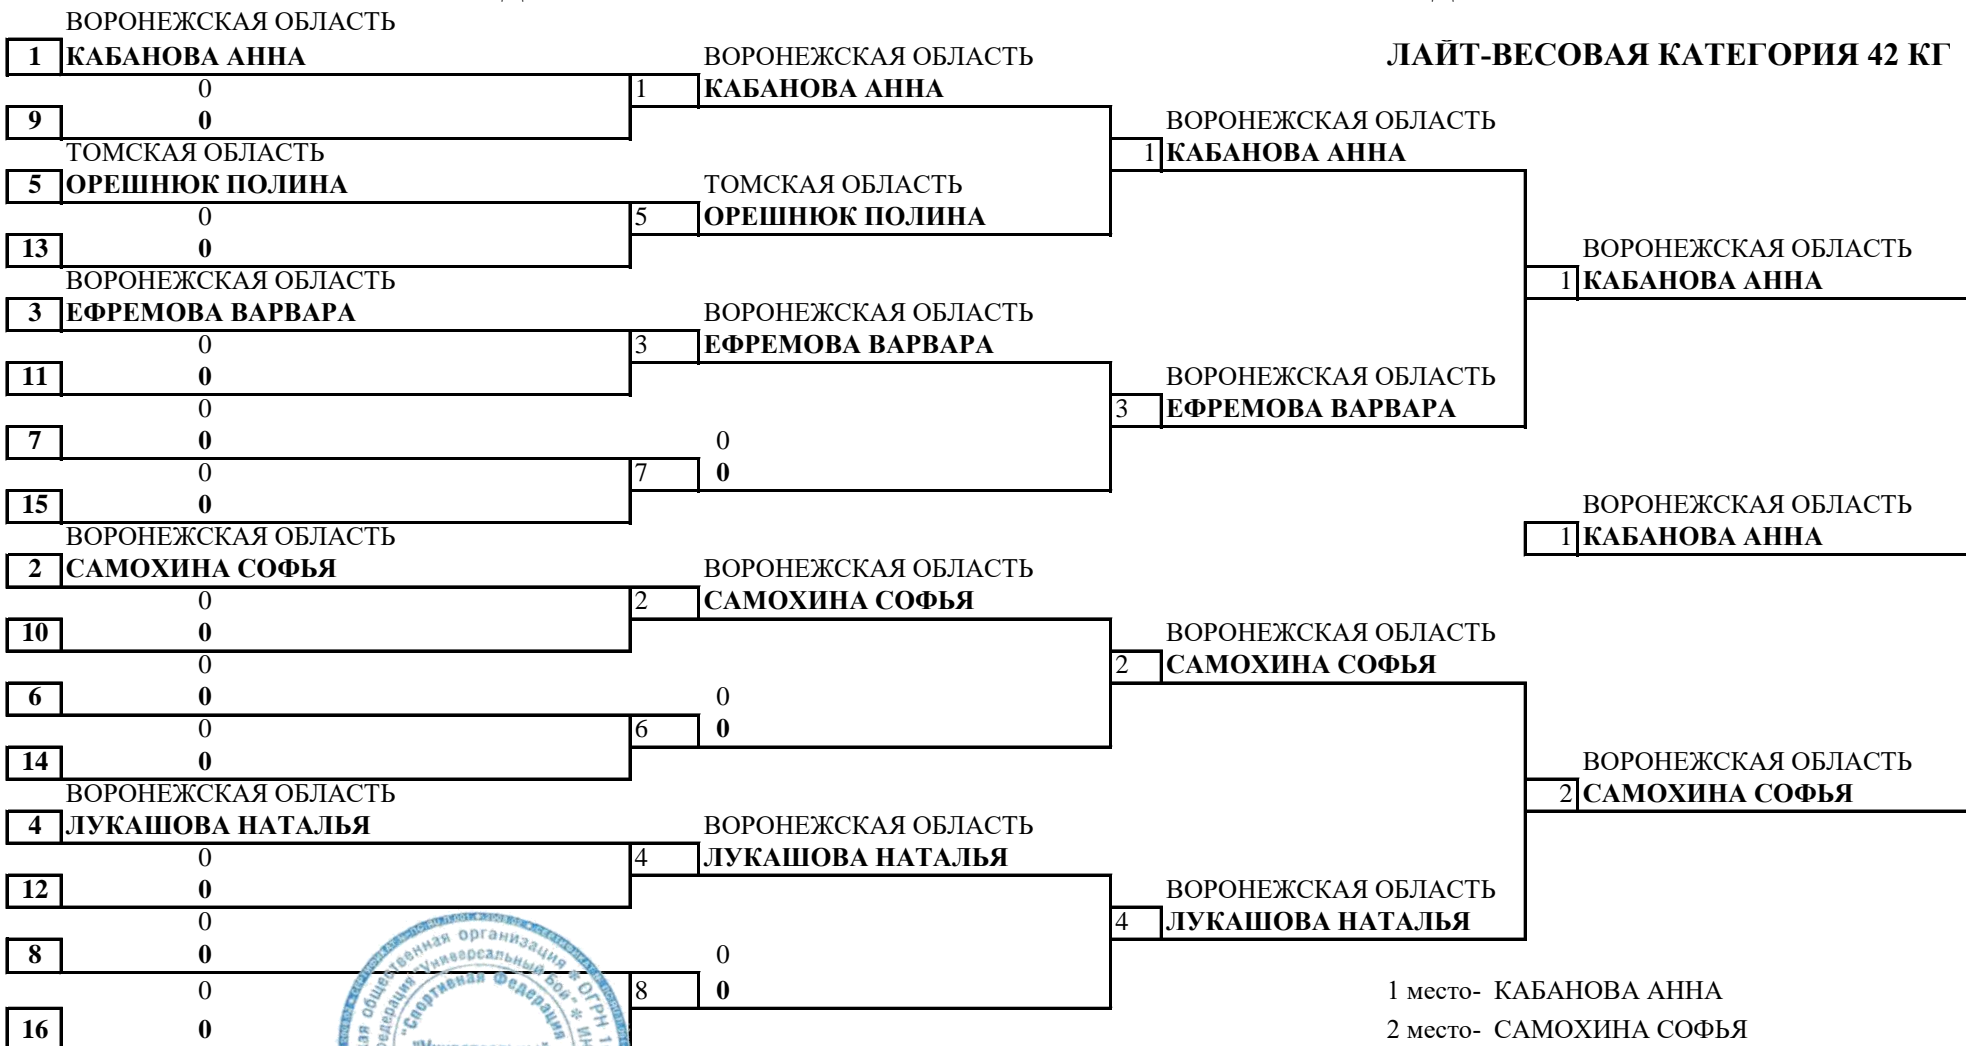 ВОРОНЕЖСКАЯ ОБЛАСТЬ
1 КАБАНОВА АННА ВОРОНЕЖСКАЯ ОБЛАСТЬ ЛАЙТ-ВЕСОВАЯ КАТЕГОРИЯ 42 КГ
0 1 КАБАНОВА АННА
9 0 ВОРОНЕЖСКАЯ ОБЛАСТЬ
ТОМСКАЯ ОБЛАСТЬ 1 КАБАНОВА АННА
5 ОРЕШНЮК ПОЛИНА ТОМСКАЯ ОБЛАСТЬ
0 5 ОРЕШНЮК ПОЛИНА
13 0 ВОРОНЕЖСКАЯ ОБЛАСТЬ
ВОРОНЕЖСКАЯ ОБЛАСТЬ 1 КАБАНОВА АННА
3 ЕФРЕМОВА ВАРВАРА ВОРОНЕЖСКАЯ ОБЛАСТЬ
0 3 ЕФРЕМОВА ВАРВАРА
11 0 ВОРОНЕЖСКАЯ ОБЛАСТЬ
0 3 ЕФРЕМОВА ВАРВАРА
7 0 0
0 7 0
15 0 ВОРОНЕЖСКАЯ ОБЛАСТЬ
ВОРОНЕЖСКАЯ ОБЛАСТЬ 1 КАБАНОВА АННА
2 САМОХИНА СОФЬЯ ВОРОНЕЖСКАЯ ОБЛАСТЬ
0 2 САМОХИНА СОФЬЯ
10 0 ВОРОНЕЖСКАЯ ОБЛАСТЬ
0 2 САМОХИНА СОФЬЯ
6 0 0
0 6 0
14 0 ВОРОНЕЖСКАЯ ОБЛАСТЬ
ВОРОНЕЖСКАЯ ОБЛАСТЬ 2 САМОХИНА СОФЬЯ
4 ЛУКАШОВА НАТАЛЬЯ ВОРОНЕЖСКАЯ ОБЛАСТЬ
0 4 ЛУКАШОВА НАТАЛЬЯ
12 0 ВОРОНЕЖСКАЯ ОБЛАСТЬ
0 4 ЛУКАШОВА НАТАЛЬЯ
8 0 0
0 8 0 1 место- КАБАНОВА АННА
16 0 2 место- САМОХИНА СОФЬЯ
организация * ОГРН
"Универсальный Бой" *
"Спортивная Федерация